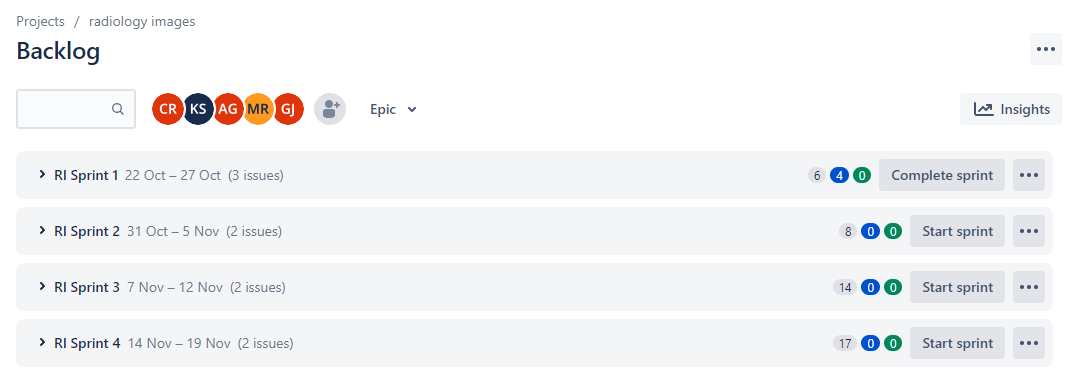 Projects / radiology images
Backlog
CR KS AG MR GJ Epic Insights
RI Sprint 1 22 Oct – 27 Oct (3 issues) 6 4 0 Complete sprint
RI Sprint 2 31 Oct – 5 Nov (2 issues) 8 0 0 Start sprint
RI Sprint 3 7 Nov – 12 Nov (2 issues) 14 0 0 Start sprint
RI Sprint 4 14 Nov – 19 Nov (2 issues) 17 0 0 Start sprint